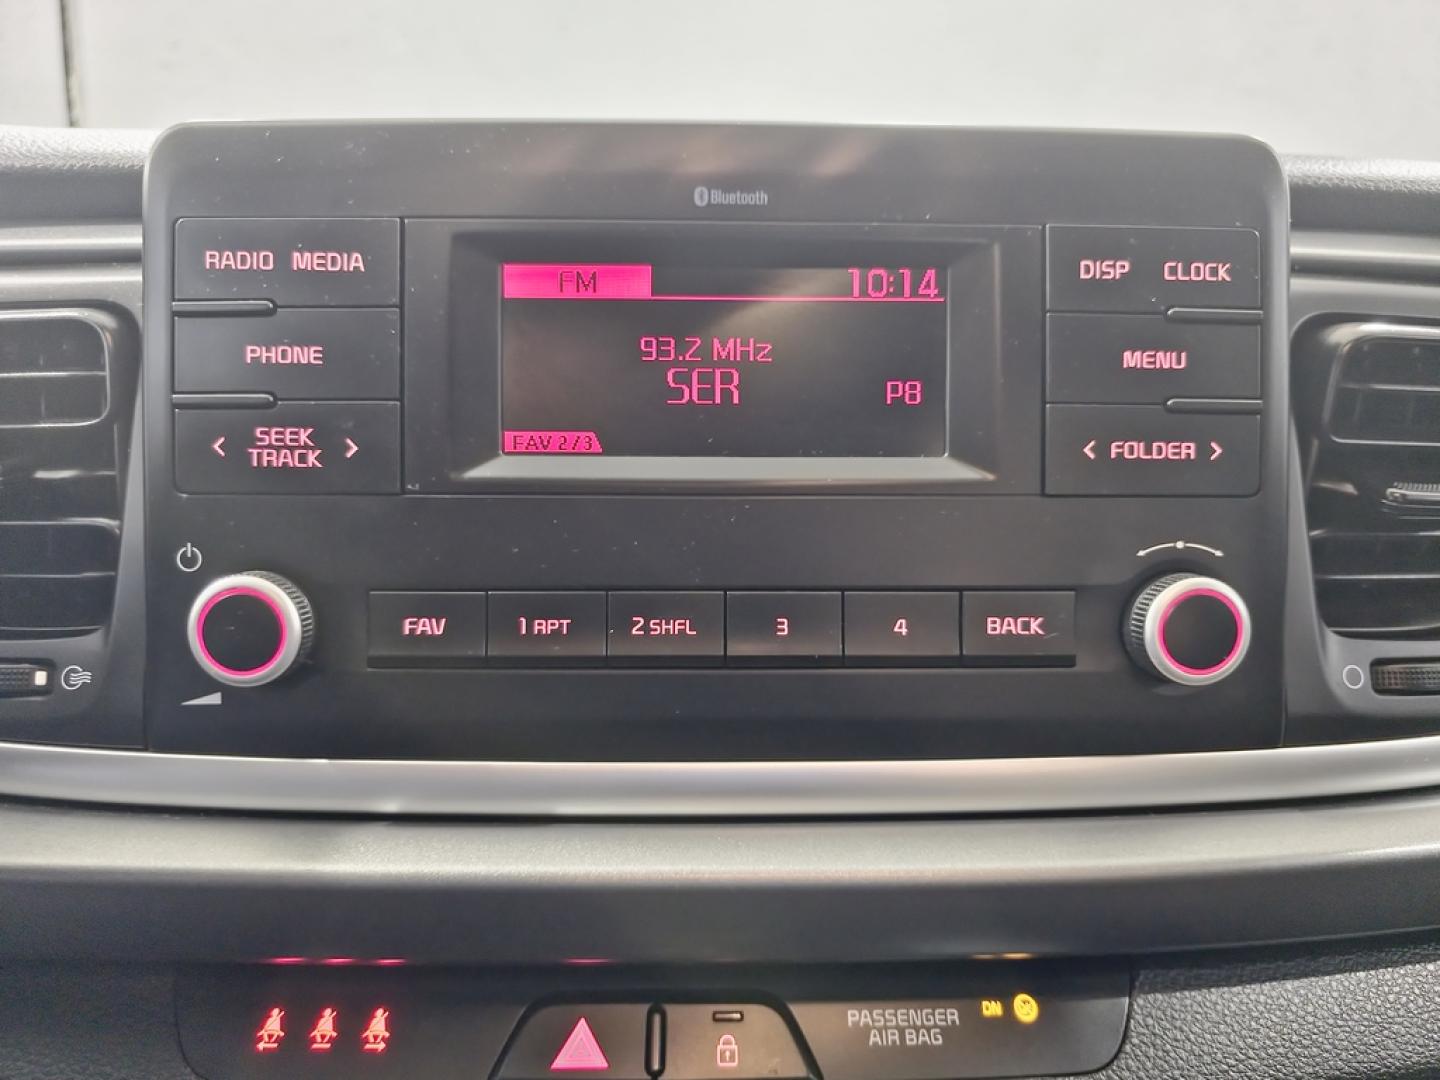 Bluetooth
RADIO MEDIA
PHONE
< SEEK >
TRACK
FM 10:14
93.2 MHz
SER P8
FAV 2/3
DISP CLOCK
MENU
< FOLDER >
FAV 1 RPT 2 SHFL 3 4 BACK
PASSENGER
AIR BAG
ON